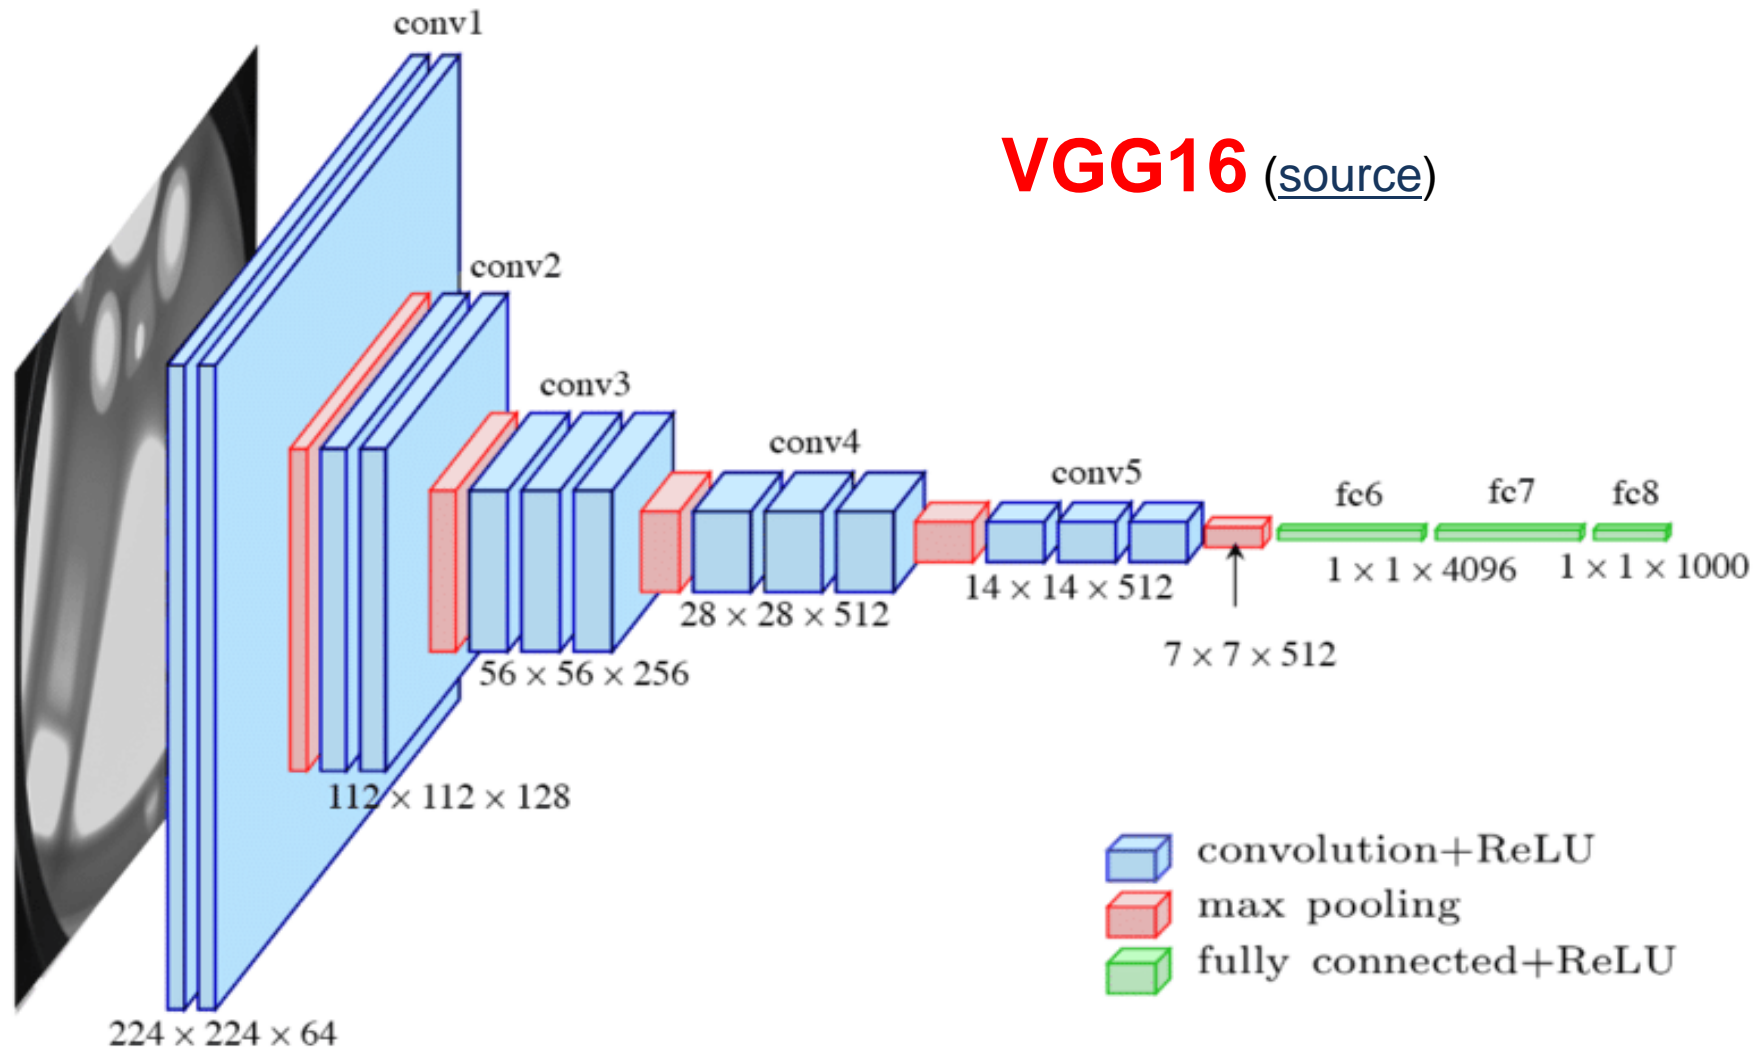 conv1
VGG16 (source)
conv2
conv3
conv4
conv5
fc6
fc7
fc8
1 × 1 × 4096
1 × 1 × 1000
14 × 14 × 512
28 × 28 × 512
7 × 7 × 512
56 × 56 × 256
112 × 112 × 128
224 × 224 × 64
convolution+ReLU
max pooling
fully connected+ReLU